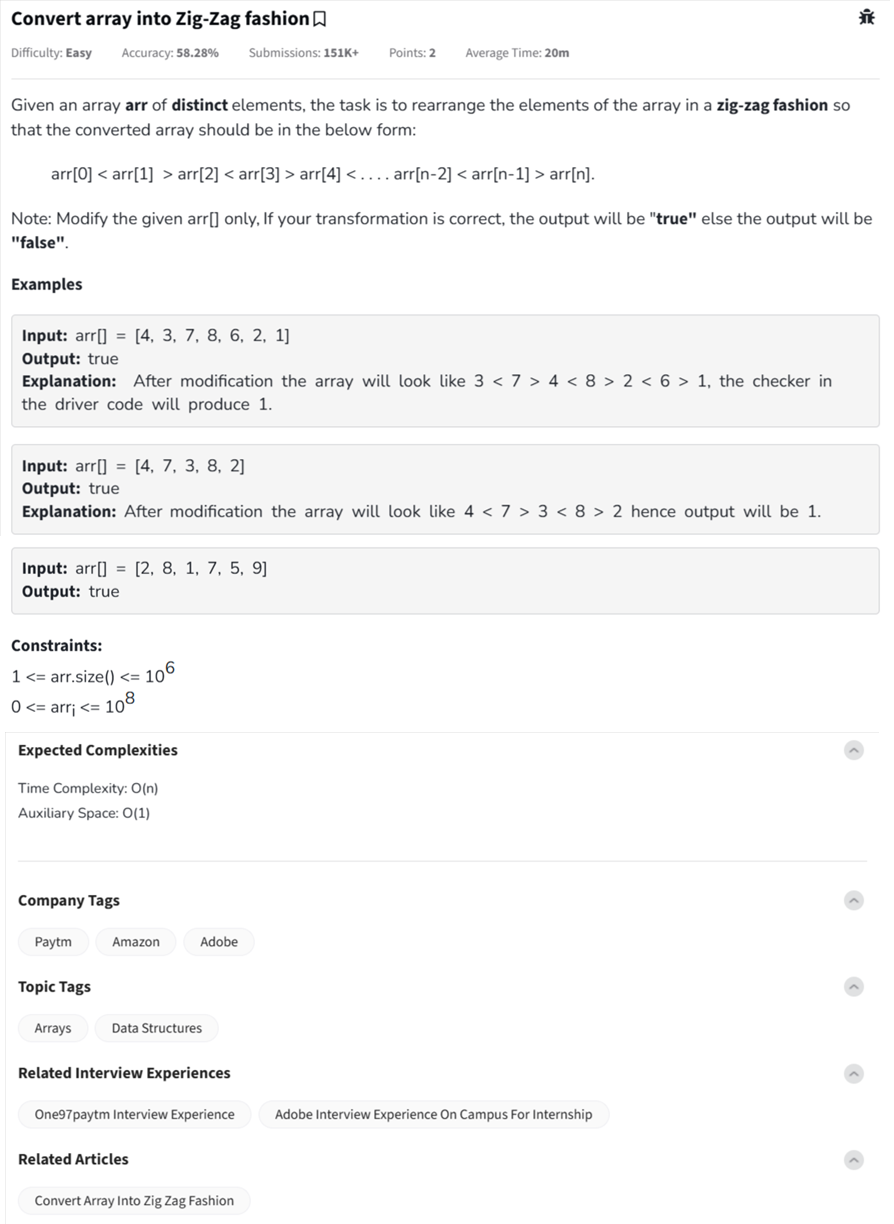 Convert array into Zig-Zag fashion
Difficulty: Easy Accuracy: 58.28% Submissions: 151K+ Points: 2 Average Time: 20m
Given an array arr of distinct elements, the task is to rearrange the elements of the array in a zig-zag fashion so
that the converted array should be in the below form:
arr[0] < arr[1]  > arr[2] < arr[3] > arr[4] < . . . . arr[n-2] < arr[n-1] > arr[n].
Note: Modify the given arr[] only, If your transformation is correct, the output will be "true" else the output will be
"false".
Examples
Input: arr[] = [4, 3, 7, 8, 6, 2, 1]
Output: true
Explanation:  After modification the array will look like 3 < 7 > 4 < 8 > 2 < 6 > 1, the checker in
the driver code will produce 1.
Input: arr[] = [4, 7, 3, 8, 2]
Output: true
Explanation: After modification the array will look like 4 < 7 > 3 < 8 > 2 hence output will be 1.
Input: arr[] = [2, 8, 1, 7, 5, 9]
Output: true
Constraints:
1 <= arr.size() <= 10^6
0 <= arr_i <= 10^8
Expected Complexities
Time Complexity: O(n)
Auxiliary Space: O(1)
Company Tags
Paytm Amazon Adobe
Topic Tags
Arrays Data Structures
Related Interview Experiences
One97paytm Interview Experience Adobe Interview Experience On Campus For Internship
Related Articles
Convert Array Into Zig Zag Fashion